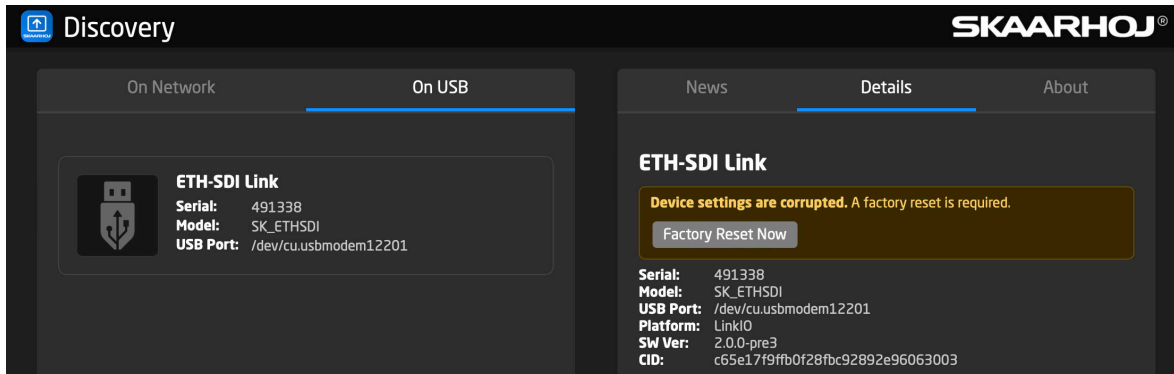 Discovery
SKAARHOJ®
On Network
On USB
ETH-SDI Link
Serial: 491338
Model: SK_ETHSDI
USB Port: /dev/cu.usbmodem12201
News
Details
About
ETH-SDI Link
Device settings are corrupted. A factory reset is required.
Factory Reset Now
Serial: 491338
Model: SK_ETHSDI
USB Port: /dev/cu.usbmodem12201
Platform: LinkIO
SW Ver: 2.0.0-pre3
CID: c65e17f9ffb0f28fbc92892e96063003